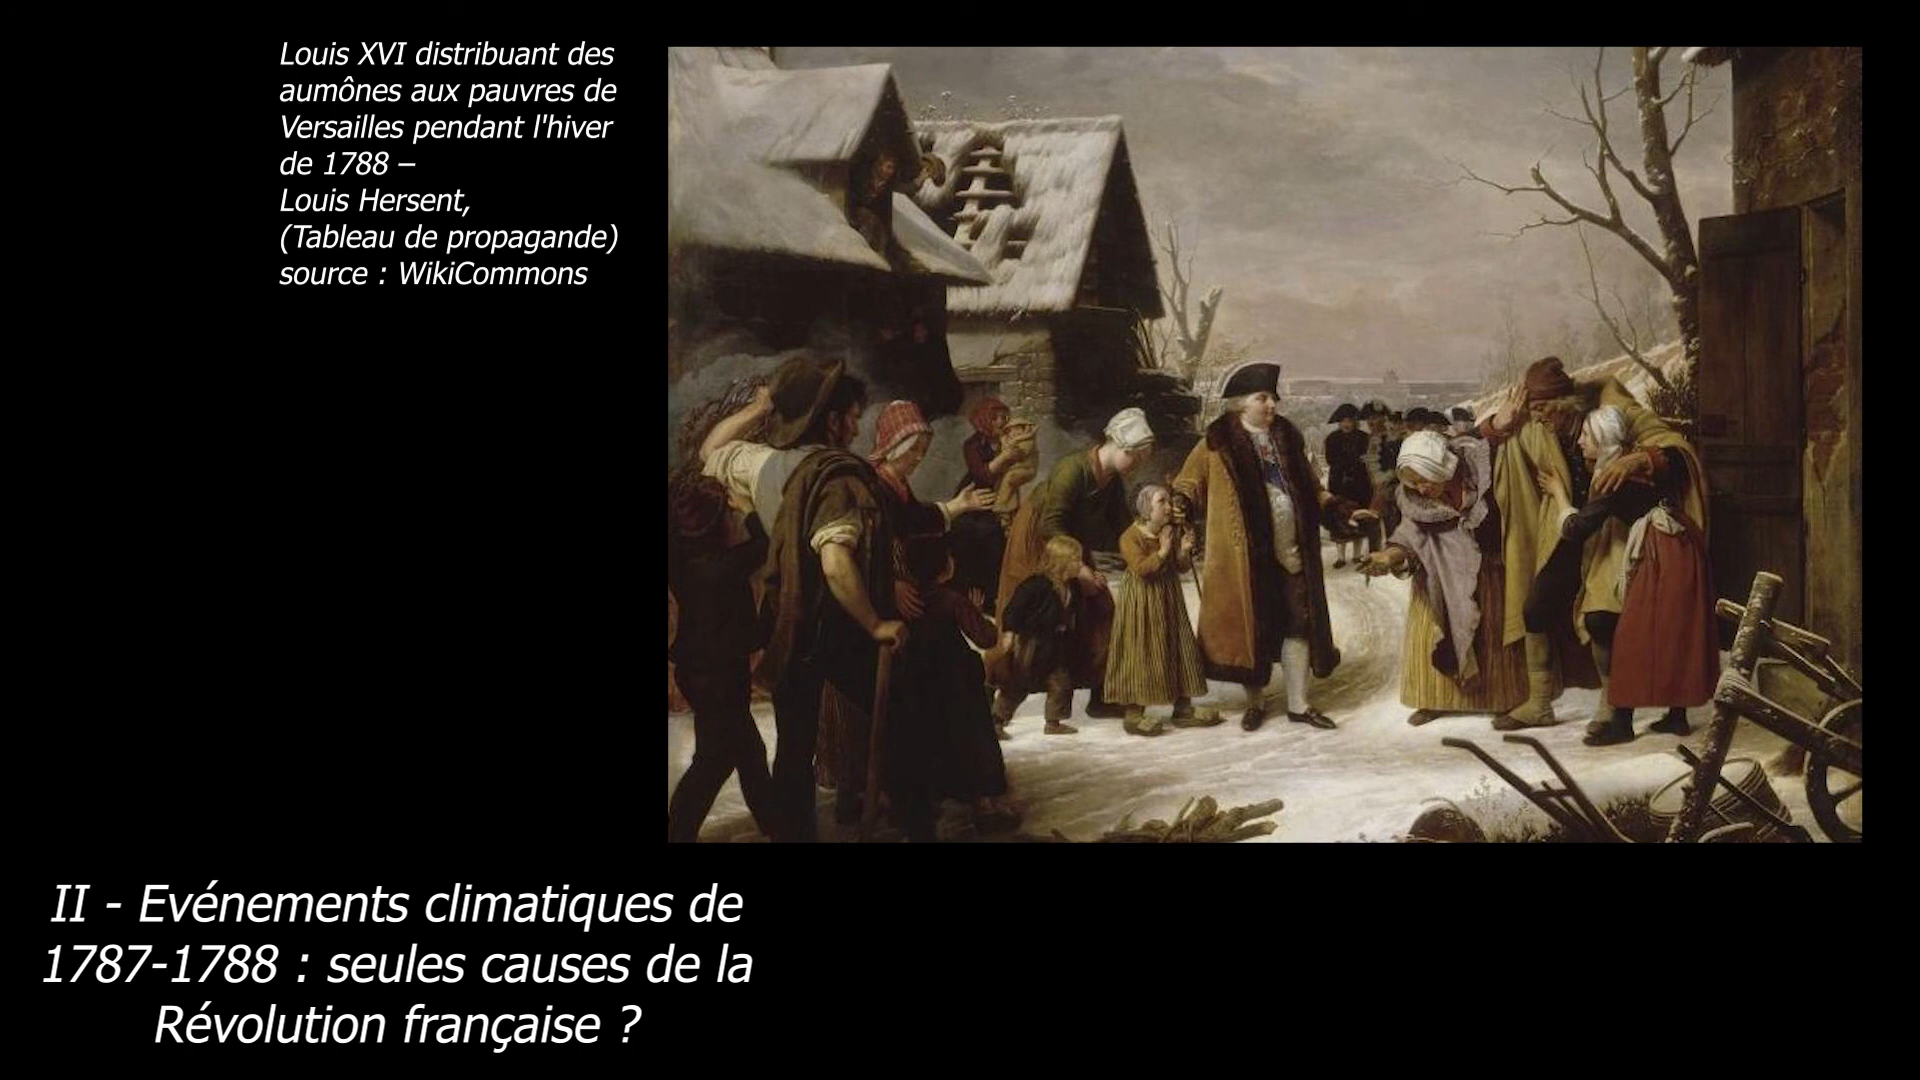 Louis XVI distribuant des
aumônes aux pauvres de
Versailles pendant l'hiver
de 1788 –
Louis Hersent,
(Tableau de propagande)
source : WikiCommons
II - Evénements climatiques de
1787-1788 : seules causes de la
Révolution française ?